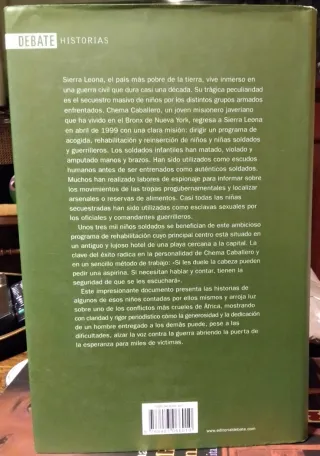 DEBATE HISTORIAS
Sierra Leona, el país más pobre de la tierra, vive inmerso en
una guerra civil que dura casi una década. Su trágica peculiaridad
es el secuestro masivo de niños por los distintos grupos armados
enfrentados. Chema Caballero, un joven misionero javeriano
que ha vivido en el Bronx de Nueva York, regresa a Sierra Leona
en abril de 1999 con una clara misión: dirigir un programa de
acogida, rehabilitación y reinserción de niños y niñas soldados
y guerrilleros. Los soldados infantiles han matado, violado y
amputado manos y brazos. Han sido utilizados como escudos
humanos antes de ser entrenados como auténticos soldados.
Muchos han realizado labores de espionaje para informar sobre
los movimientos de las tropas progubernamentales y localizar
arsenales o reservas de alimentos. Casi todas las niñas
secuestradas han sido utilizadas como esclavas sexuales por
los oficiales y comandantes guerrilleros.
Unos tres mil niños soldados se benefician de este ambicioso
programa de rehabilitación cuyo principal centro está situado en
un antiguo y lujoso hotel de una playa cercana a la capital. La
clave del éxito radica en la personalidad de Chema Caballero y
en un sencillo método de trabajo: «Si les duele la cabeza pueden
pedir una aspirina. Si necesitan hablar y contar, tienen la
seguridad de que se les escuchará».
Este impresionante documento presenta las historias de
algunos de esos niños contadas por ellos mismos y arroja luz
sobre uno de los conflictos más crueles de África, mostrando
con claridad y rigor periodístico cómo la generosidad y la dedicación
de un hombre entregado a los demás puede, pese a las
dificultades, alzar la voz contra la guerra abriendo la puerta de
la esperanza para miles de víctimas.
www.editorialdebate.com